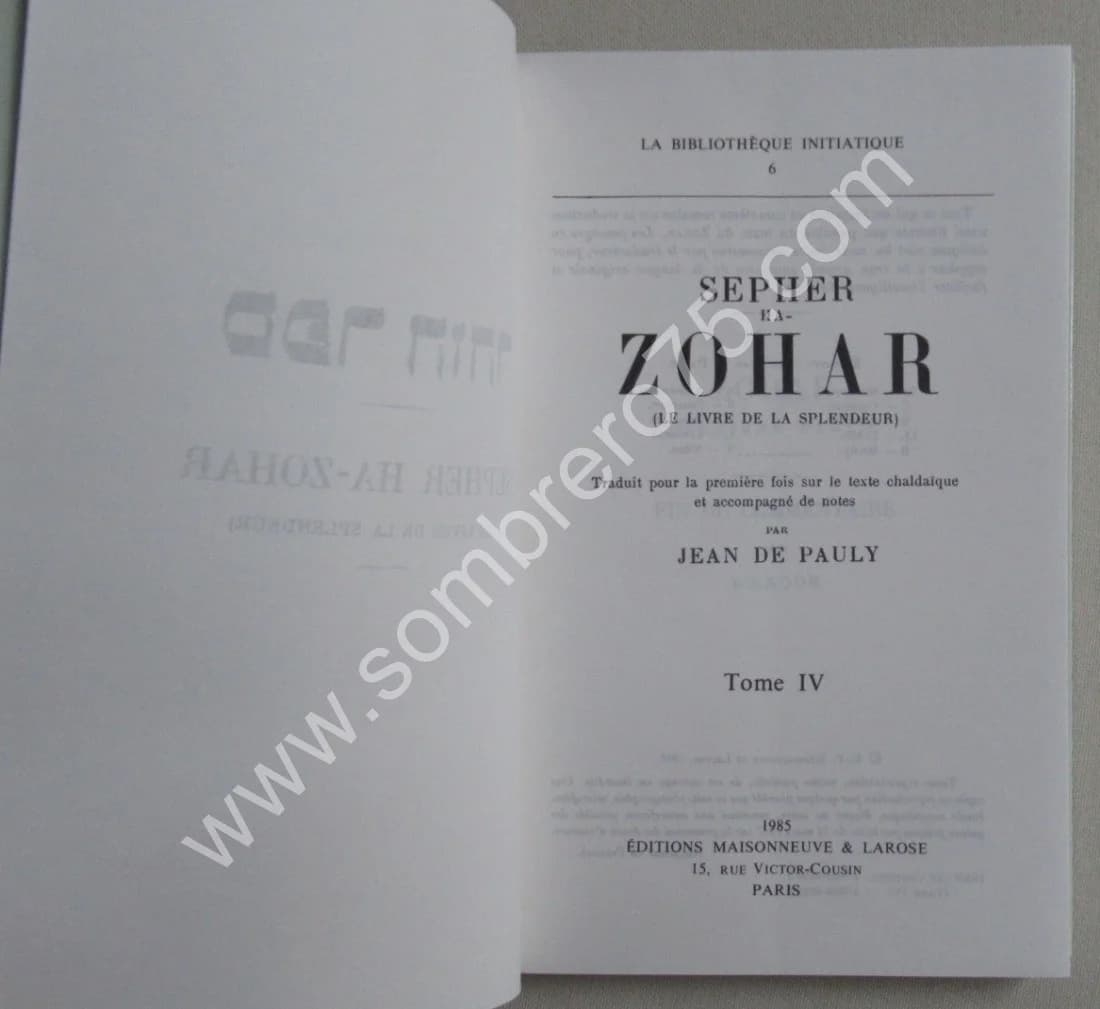 LA BIBLIOTHÈQUE INITIATIQUE
6
SEPHER
HA-
ZOHAR
(LE LIVRE DE LA SPLENDEUR)
Traduit pour la première fois sur le texte chaldaïque
et accompagné de notes
PAR
JEAN DE PAULY
Tome IV
1985
ÉDITIONS MAISONNEUVE & LAROSE
15, RUE VICTOR-COUSIN
PARIS
www.sombrero75.com